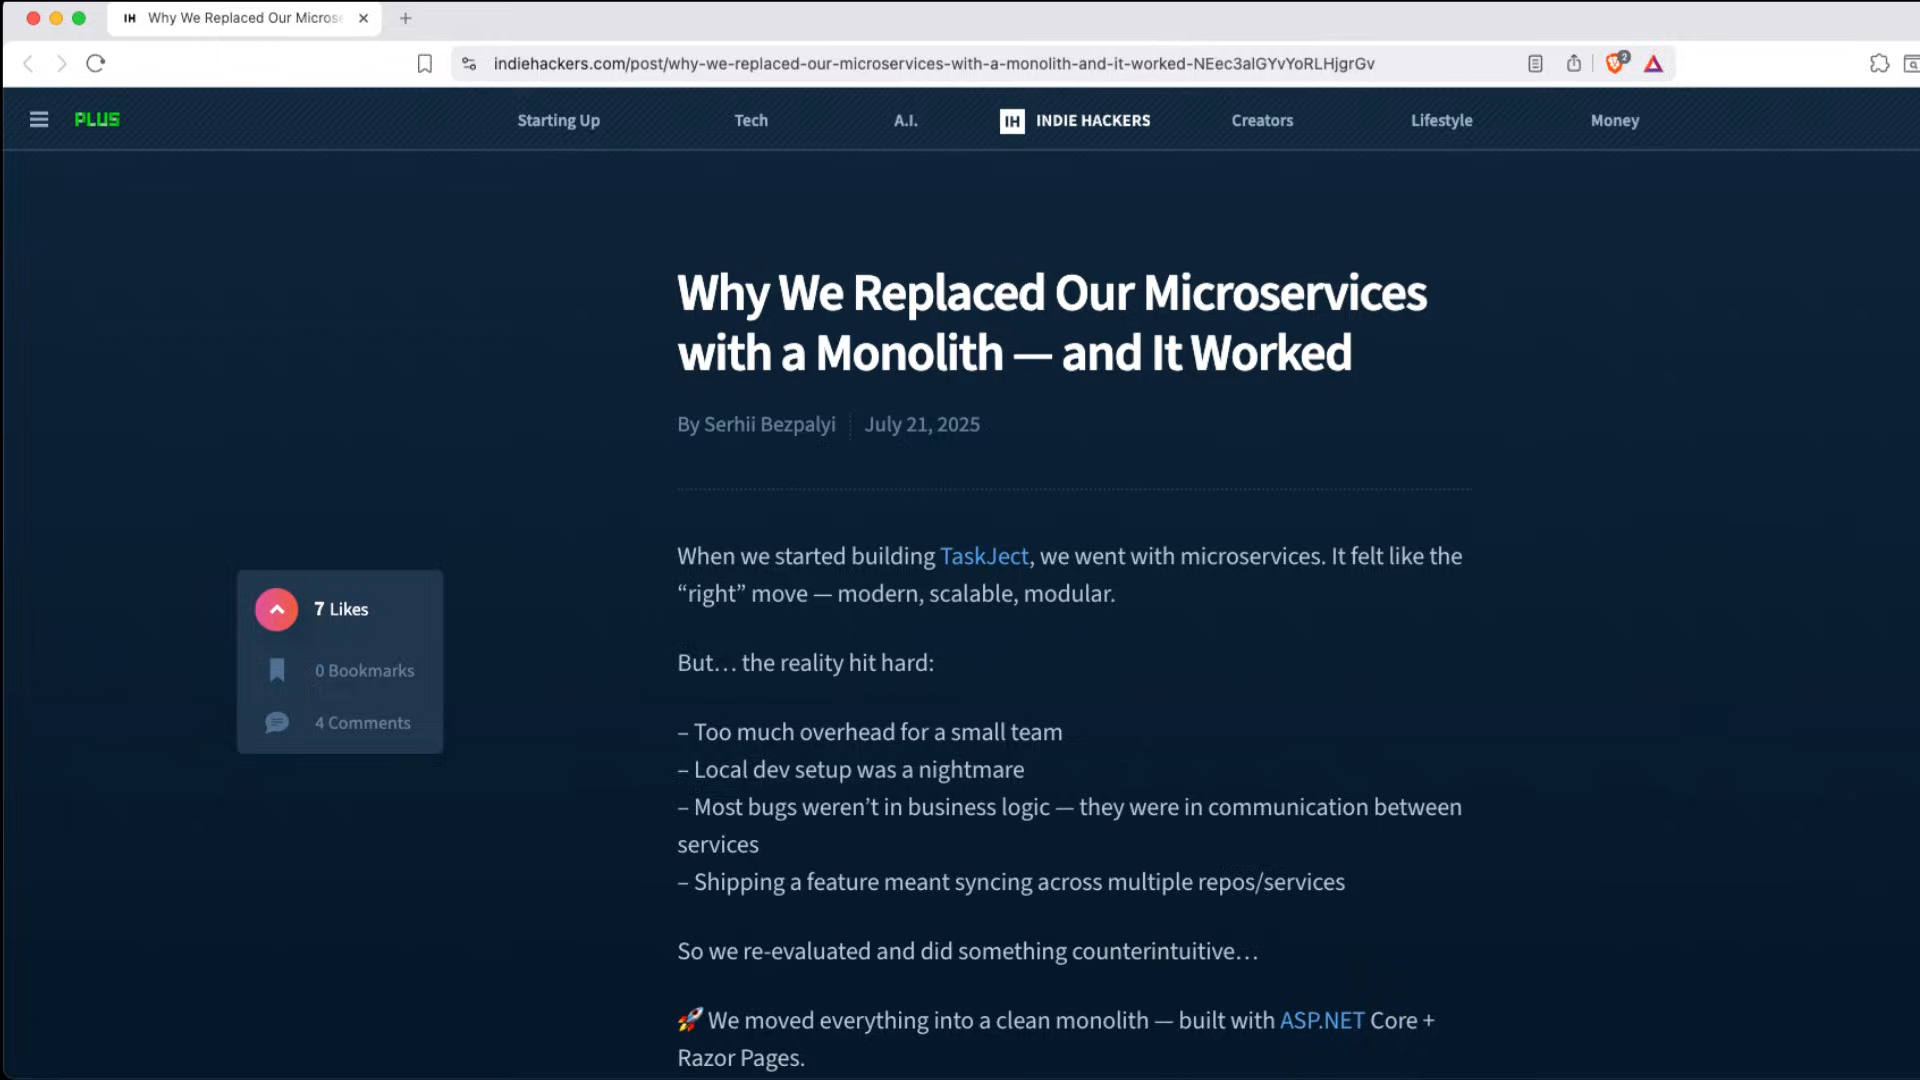 Why We Replaced Our Micros
indiehackers.com/post/why-we-replaced-our-microservices-with-a-monolith-and-it-worked-NEec3alGYvYoRLHjgrGv
2
PLUS
Starting Up
Tech
A.I.
IH INDIE HACKERS
Creators
Lifestyle
Money
Why We Replaced Our Microservices
with a Monolith — and It Worked
By Serhii Bezpalyi
July 21, 2025
When we started building TaskJect, we went with microservices. It felt like the
“right” move — modern, scalable, modular.
But… the reality hit hard:
– Too much overhead for a small team
– Local dev setup was a nightmare
– Most bugs weren’t in business logic — they were in communication between
services
– Shipping a feature meant syncing across multiple repos/services
So we re-evaluated and did something counterintuitive…
🚀 We moved everything into a clean monolith — built with ASP.NET Core +
Razor Pages.
7 Likes
0 Bookmarks
4 Comments